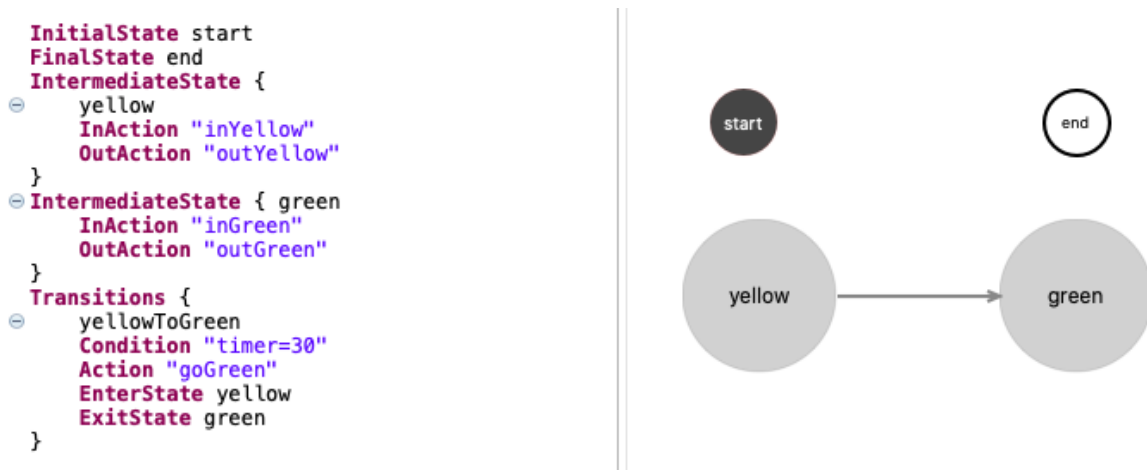 InitialState start
FinalState end
IntermediateState {
yellow
InAction "inYellow"
OutAction "outYellow"
}
IntermediateState { green
InAction "inGreen"
OutAction "outGreen"
}
Transitions {
yellowToGreen
Condition "timer=30"
Action "goGreen"
EnterState yellow
ExitState green
}
start
end
yellow
green